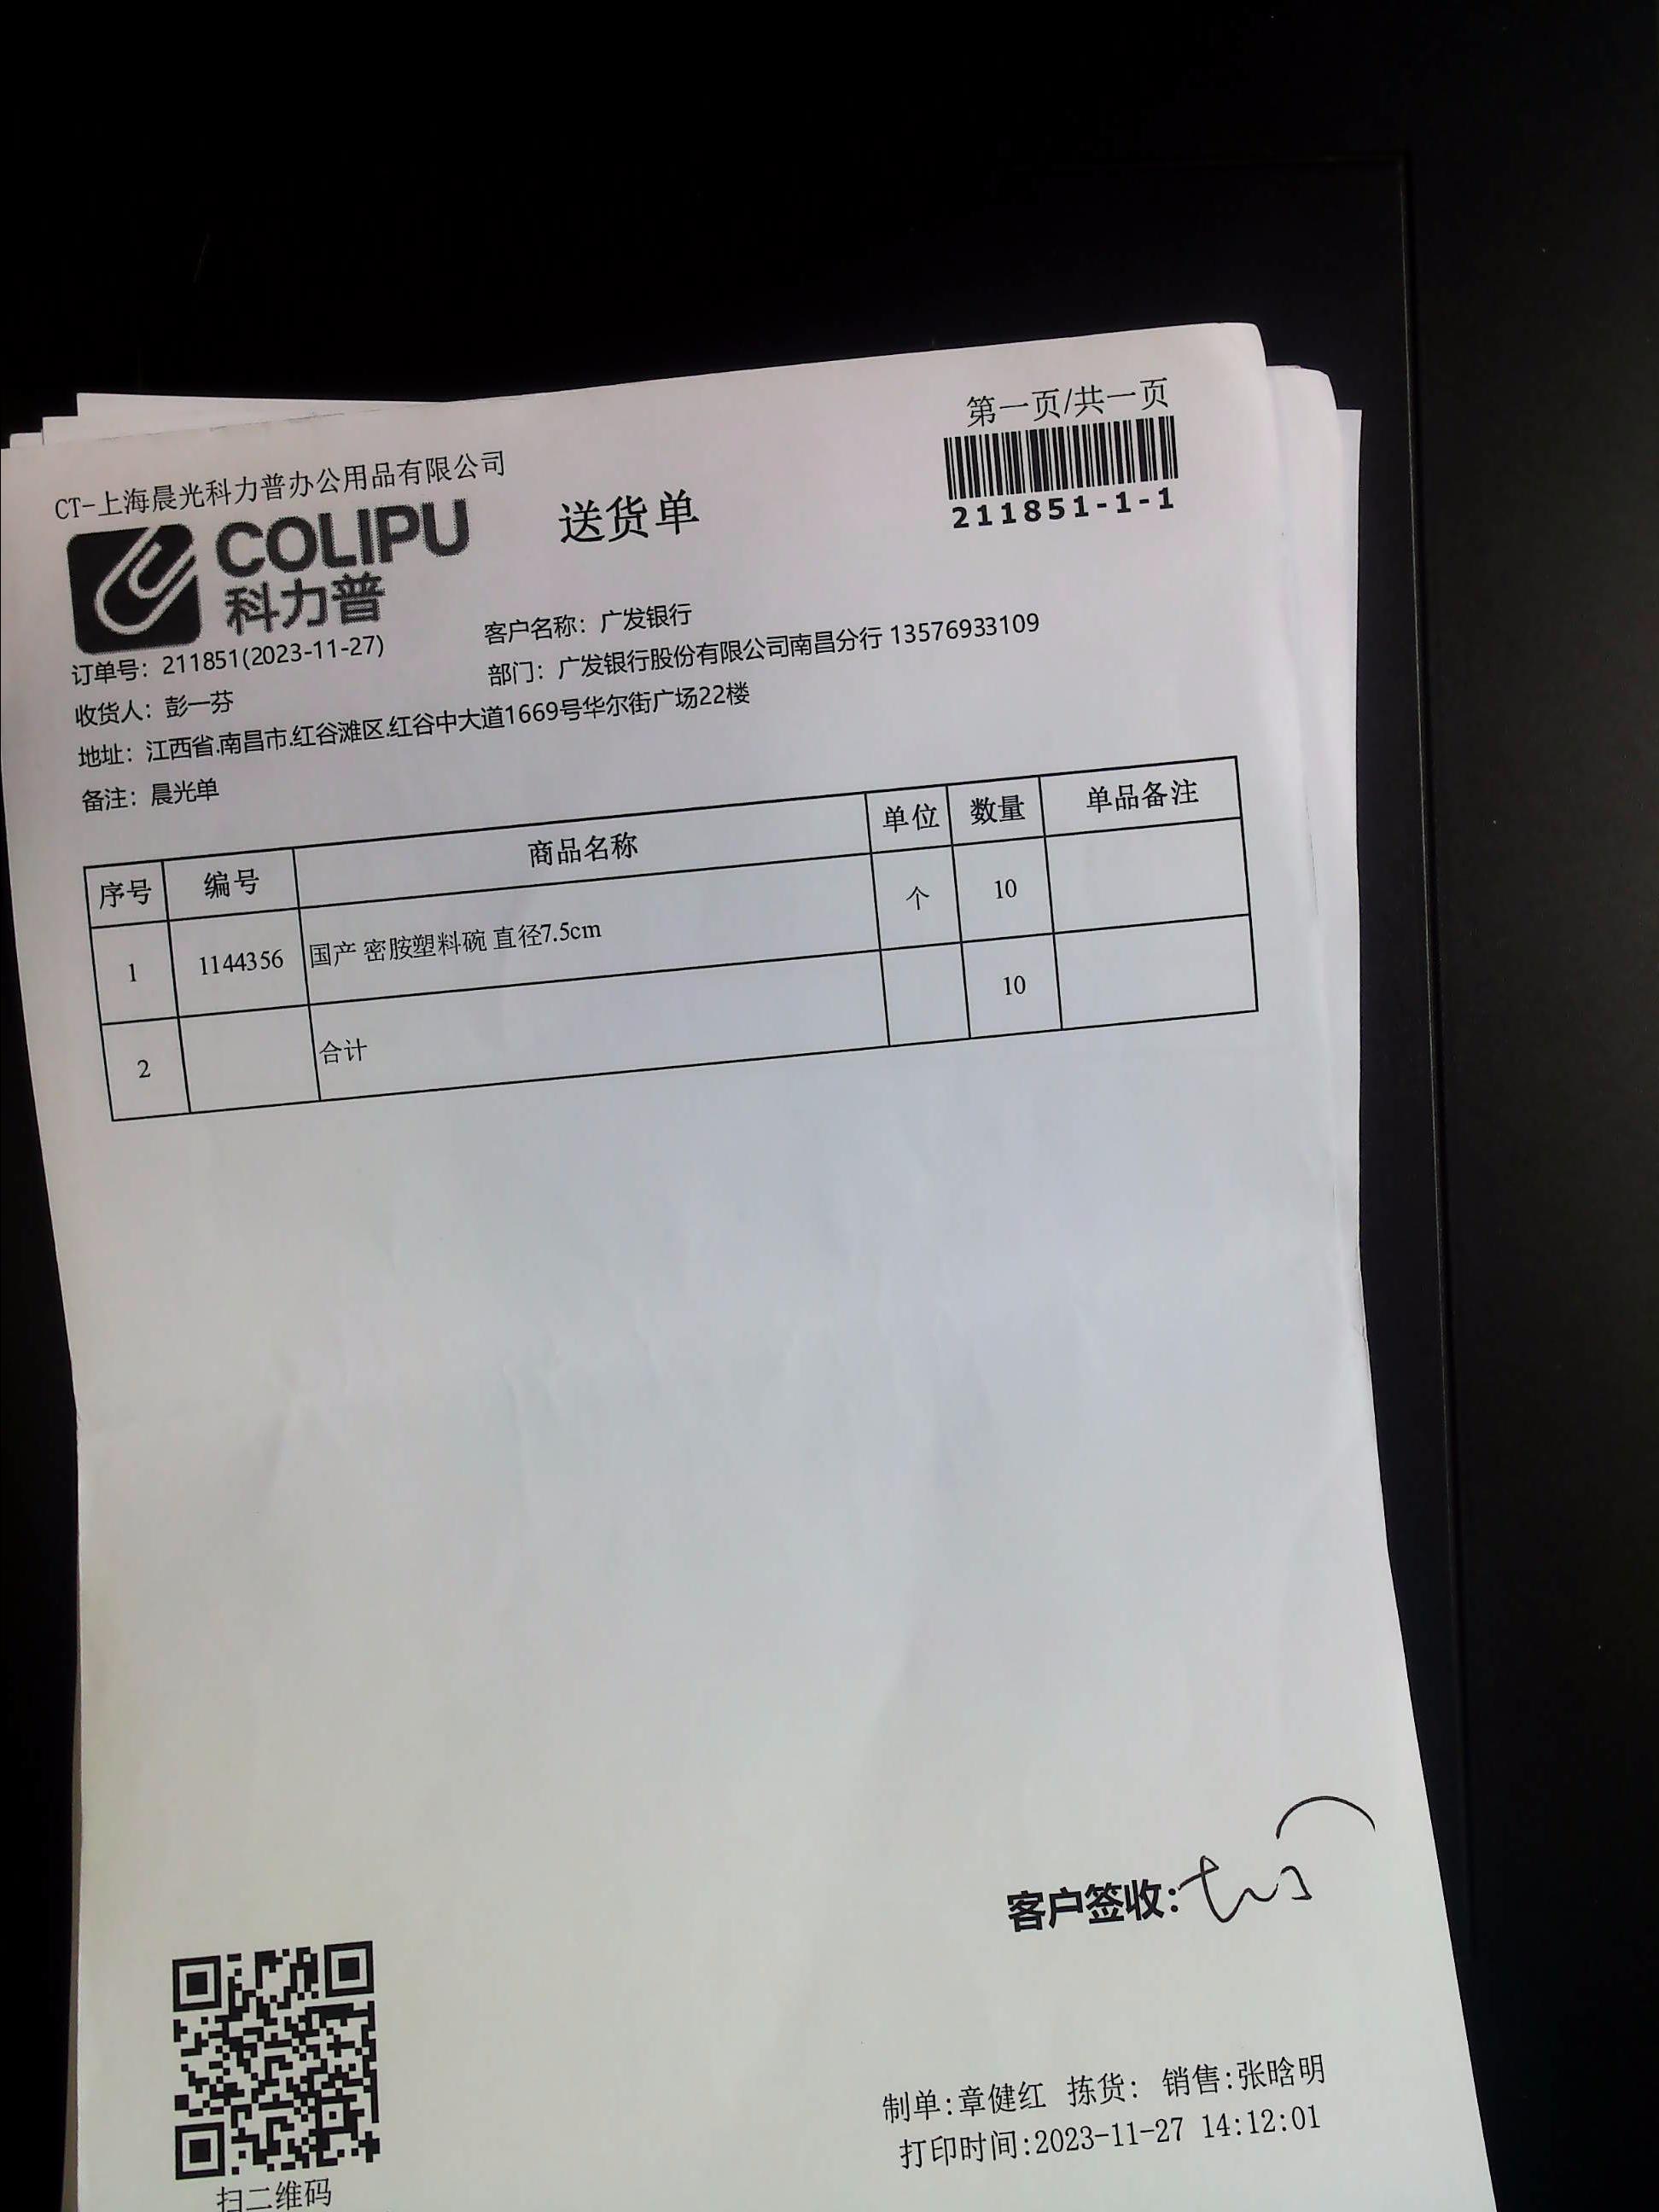 第一页/共一页
211851-1-1
CT-上海晨光科力普办公用品有限公司
COLIPU
科力普
送货单
订单号：211851(2023-11-27)
客户名称：广发银行
收货人：彭一芬
部门：广发银行股份有限公司南昌分行 13576933109
地址：江西省.南昌市.红谷滩区.红谷中大道1669号华尔街广场22楼
备注：晨光单
序号 编号 商品名称 单位 数量 单品备注
1 1144356 国产 密胺塑料碗 直径7.5cm 个 10
2 合计 10
客户签收:
制单:章健红 拣货: 销售:张晗明
打印时间:2023-11-27 14:12:01
扫二维码